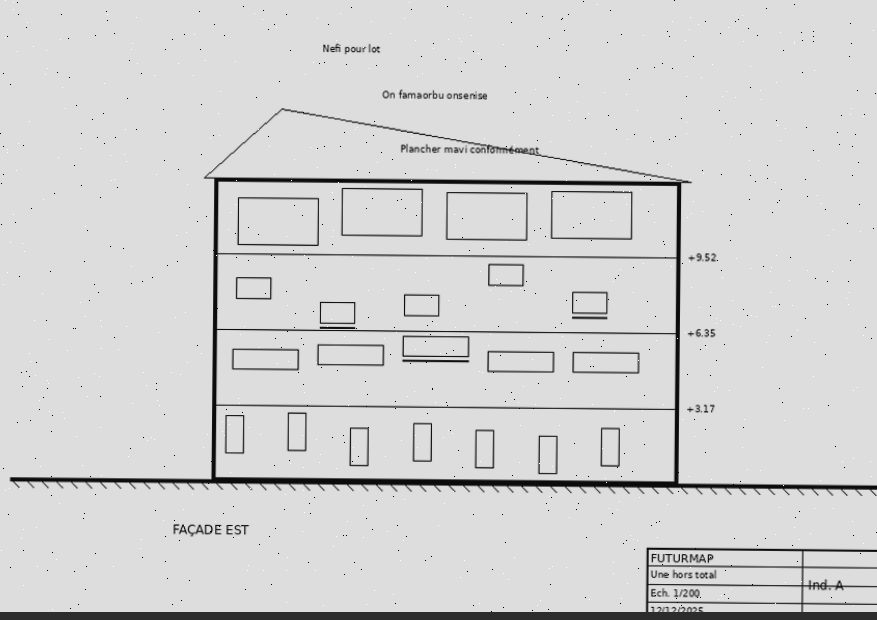 Nefi pour lot
On famaorbu onsenise
Plancher mavi conformément
+9.52
+6.35
+3.17
FAÇADE EST
FUTURMAP
Une hors total
Ind. A
Ech. 1/200
12/12/2025